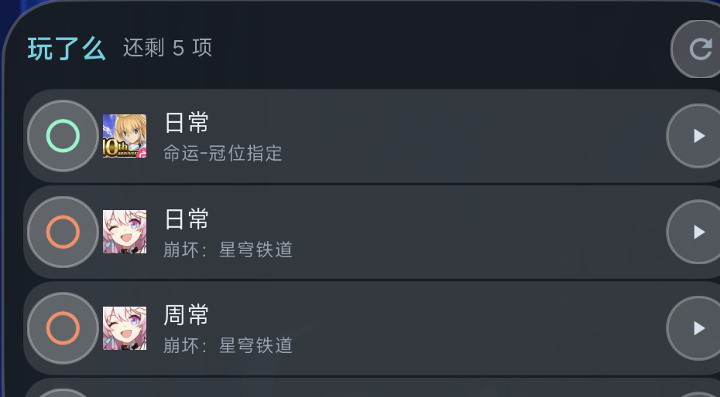 玩了么 还剩 5 项
日常
10th
命运-冠位指定
日常
崩坏：星穹铁道
周常
崩坏：星穹铁道